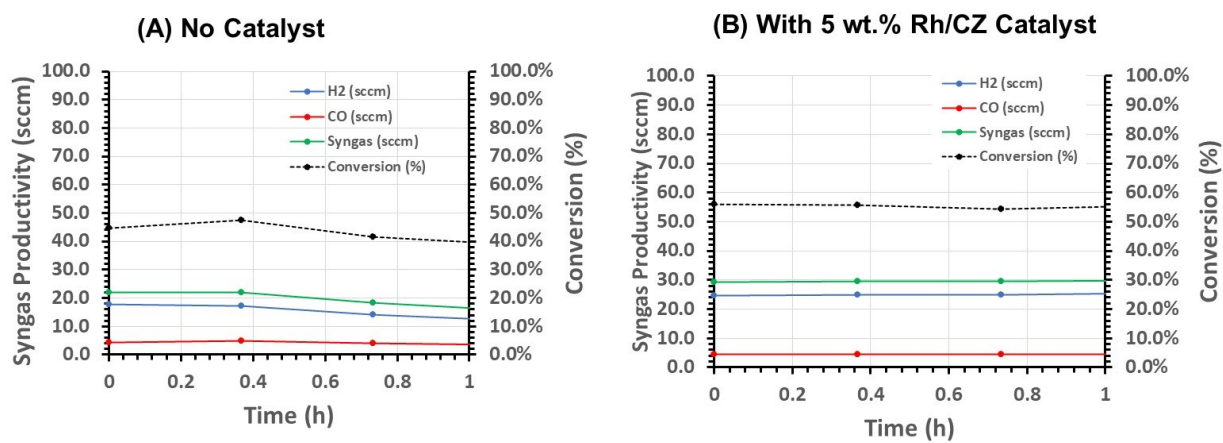 (A) No Catalyst
Syngas Productivity (sccm)
100.0
90.0
80.0
70.0
60.0
50.0
40.0
30.0
20.0
10.0
0.0
H2 (sccm)
CO (sccm)
Syngas (sccm)
Conversion (%)
100.0%
90.0%
80.0%
70.0%
60.0%
50.0%
40.0%
30.0%
20.0%
10.0%
0.0%
Conversion (%)
0 0.2 0.4 0.6 0.8 1
Time (h)
(B) With 5 wt.% Rh/CZ Catalyst
Syngas Productivity (sccm)
100.0
90.0
80.0
70.0
60.0
50.0
40.0
30.0
20.0
10.0
0.0
H2 (sccm)
CO (sccm)
Syngas (sccm)
Conversion (%)
100.0%
90.0%
80.0%
70.0%
60.0%
50.0%
40.0%
30.0%
20.0%
10.0%
0.0%
Conversion (%)
0 0.2 0.4 0.6 0.8 1
Time (h)